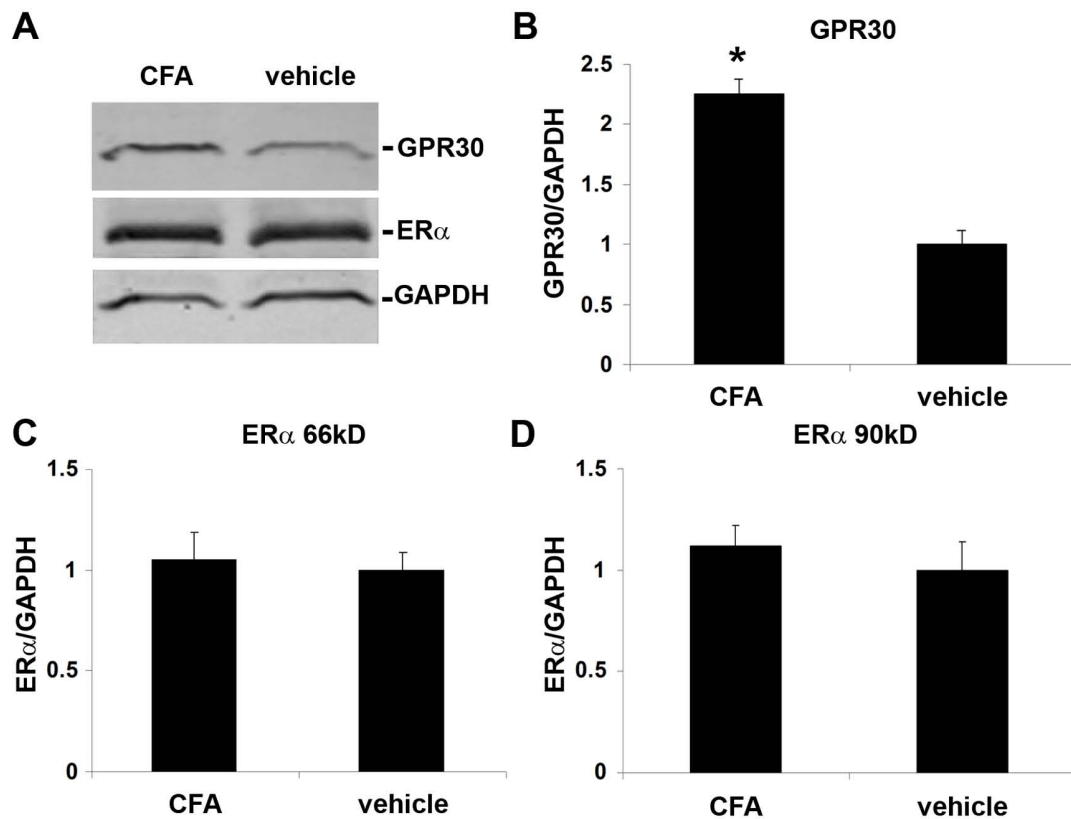 A
CFA vehicle
-GPR30
-ERα
-GAPDH
B
GPR30
*
GPR30/GAPDH
2.5
2
1.5
1
0.5
0
CFA vehicle
C
ERα 66kD
ERα/GAPDH
1.5
1
0.5
0
CFA vehicle
D
ERα 90kD
ERα/GAPDH
1.5
1
0.5
0
CFA vehicle